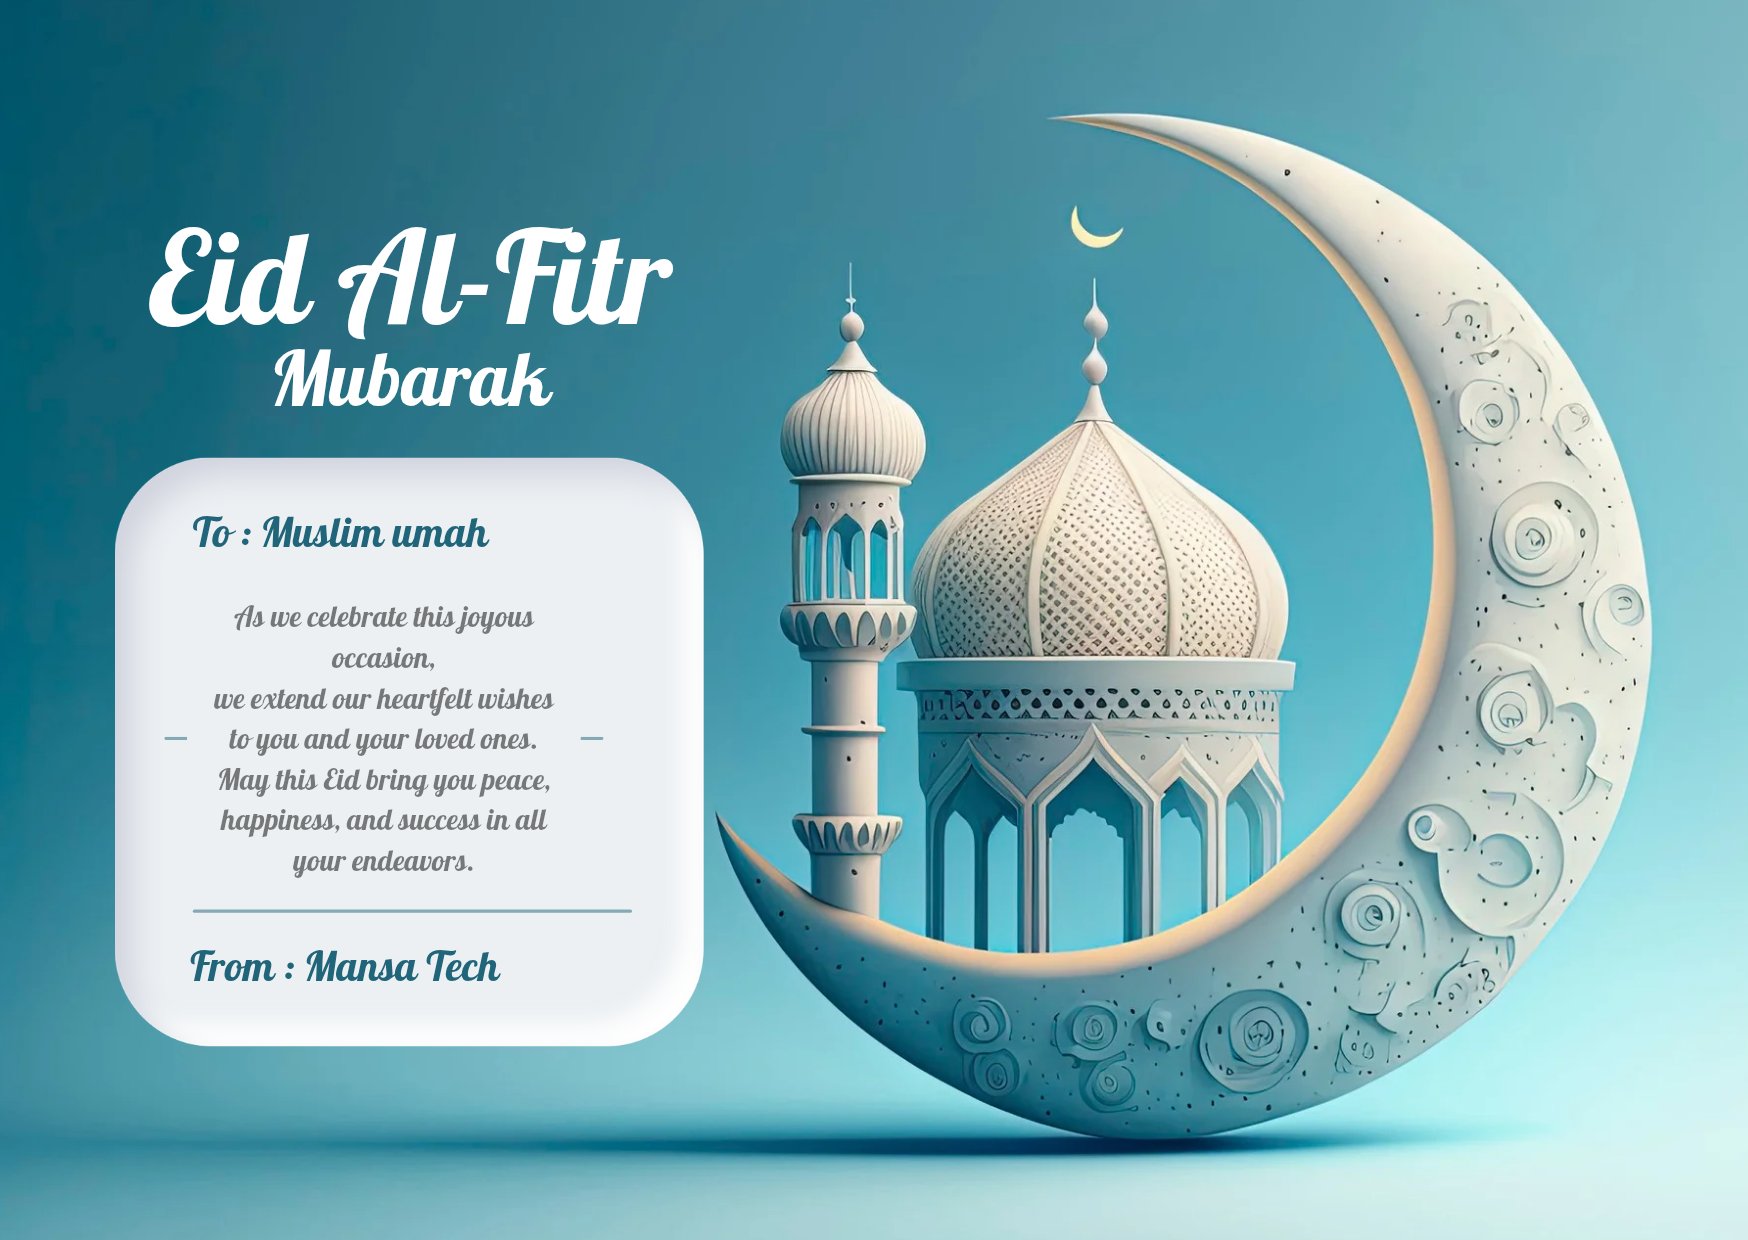 Eid Al-Fitr
Mubarak
To : Muslim umah
As we celebrate this joyous
occasion,
we extend our heartfelt wishes
to you and your loved ones.
May this Eid bring you peace,
happiness, and success in all
your endeavors.
From : Mansa Tech